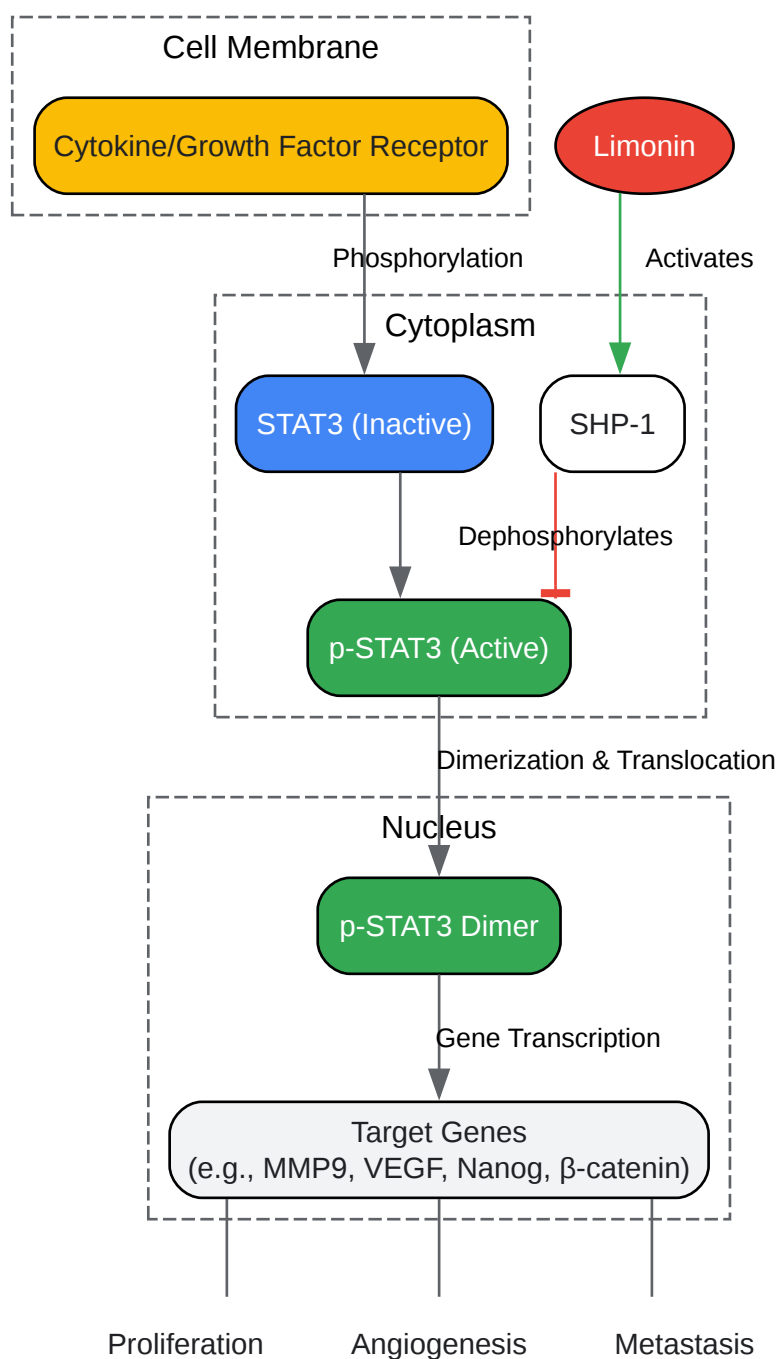 Cell Membrane
Cytokine/Growth Factor Receptor
Limonin
Phosphorylation
Activates
Cytoplasm
STAT3 (Inactive)
SHP-1
Dephosphorylates
p-STAT3 (Active)
Dimerization & Translocation
Nucleus
p-STAT3 Dimer
Gene Transcription
Target Genes
(e.g., MMP9, VEGF, Nanog, β-catenin)
Proliferation
Angiogenesis
Metastasis